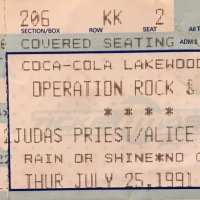 206 KK 2
SECTION/BOX ROW SEAT
COVERED SEATING
ADMIS
COCA-COLA LAKEWOOD
OPERATION ROCK &
* * * *
JUDAS PRIEST/ALICE
RAIN OR SHINE*NO
THUR JULY 25,1991